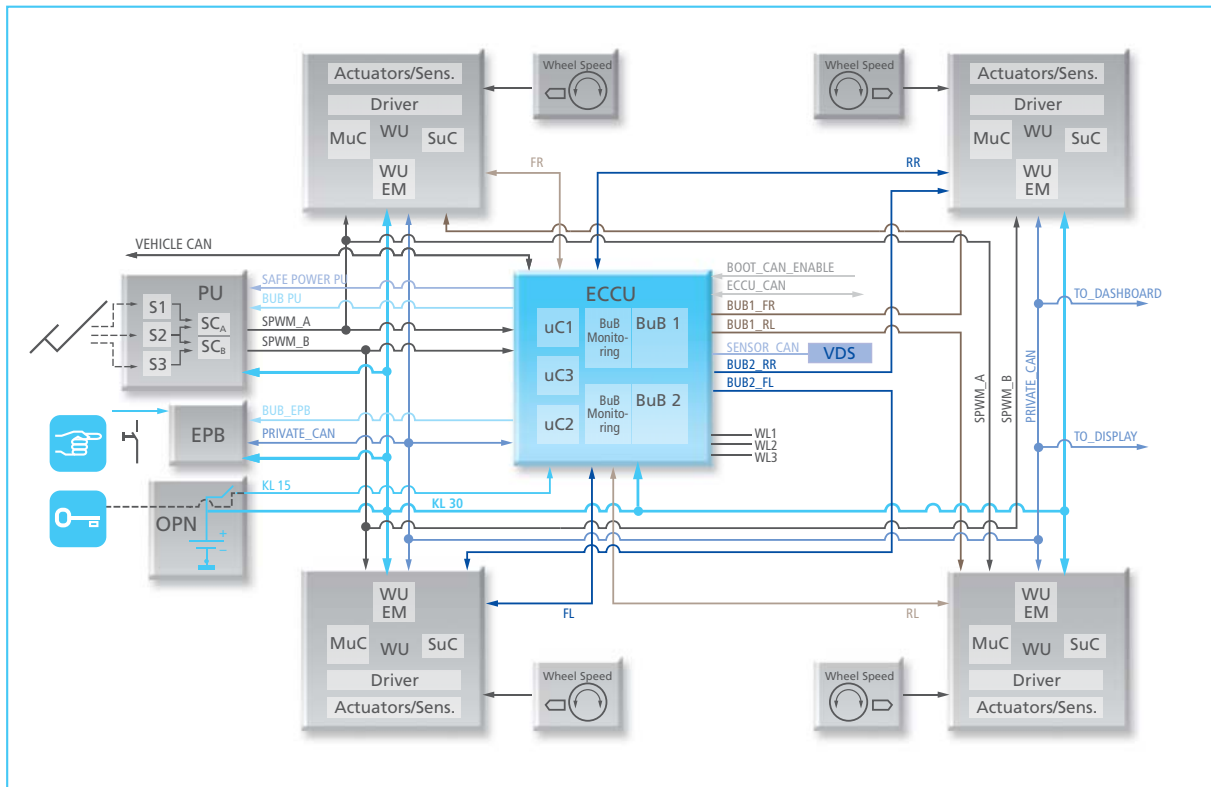 Actuators/Sens.
Driver
MuC
WU
SuC
WU
EM
Wheel Speed
Wheel Speed
Actuators/Sens.
Driver
MuC
WU
SuC
WU
EM
FR
RR
VEHICLE CAN
PU
S1
S2
S3
SCA
SCB
SAFE POWER PU
BUB PU
SPWM_A
SPWM_B
ECCU
uC1
uC3
uC2
BuB
Monito-
ring
BuB 1
BuB
Monito-
ring
BuB 2
BOOT_CAN_ENABLE
ECCU_CAN
BUB1_FR
BUB1_RL
SENSOR_CAN
VDS
BUB2_RR
BUB2_FL
WL1
WL2
WL3
SPWM_A
SPWM_B
PRIVATE_CAN
TO_DASHBOARD
TO_DISPLAY
EPB
BUB_EPB
PRIVATE_CAN
OPN
+
−
KL 15
KL 30
FL
RL
WU
EM
MuC
WU
SuC
Driver
Actuators/Sens.
Wheel Speed
Wheel Speed
WU
EM
MuC
WU
SuC
Driver
Actuators/Sens.